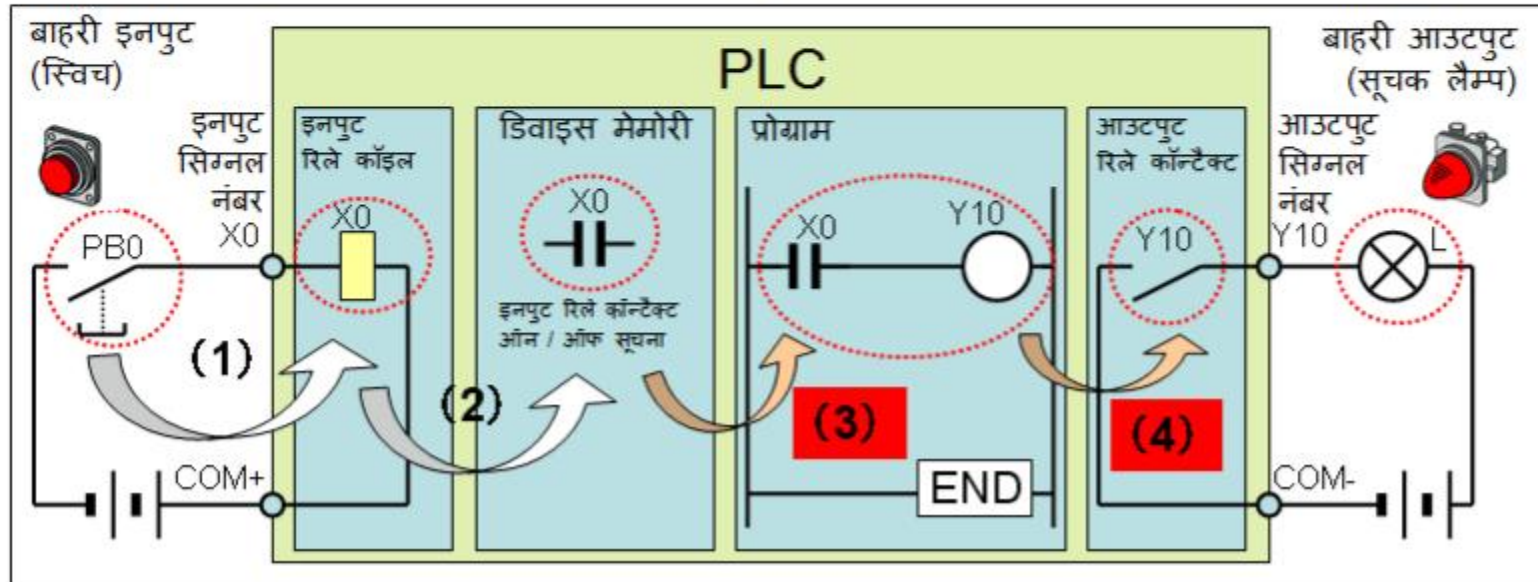 बाहरी इनपुट
(स्विच)
PLC
बाहरी आउटपुट
(सूचक लैम्प)
इनपुट
सिग्नल
नंबर
X0
इनपुट
रिले कॉइल
डिवाइस मेमोरी
प्रोग्राम
आउटपुट
रिले कॉन्टैक्ट
आउटपुट
सिग्नल
नंबर
Y10
PB0
X0
X0
X0
Y10
Y10
L
इनपुट रिले कॉन्टैक्ट
ऑन / ऑफ सूचना
(1)
(2)
(3)
(4)
COM+
END
COM-